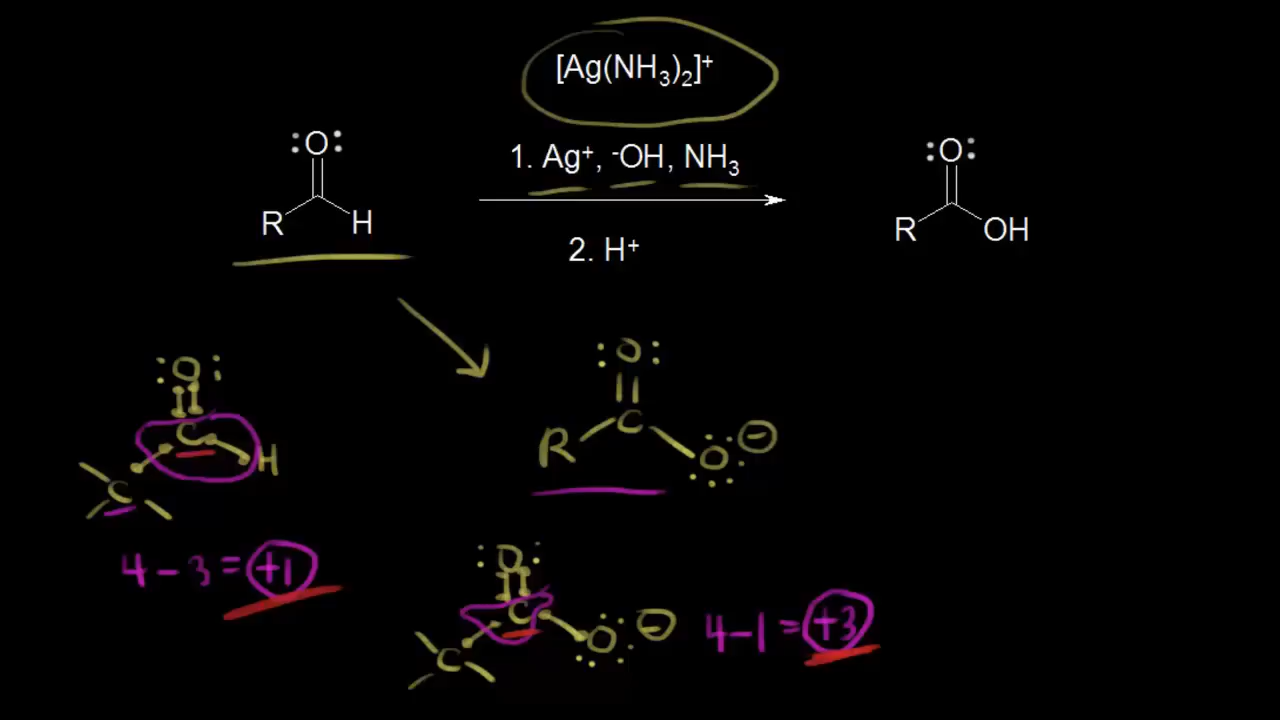 [Ag(NH₃)₂]⁺
:O:
R H
1. Ag⁺, ⁻OH, NH₃
2. H⁺
:O:
R OH
:O:
C H
C
4 − 3 = +1
:O:
R C O: ⊖
:O:
C O: ⊖
C
4 − 1 = +3